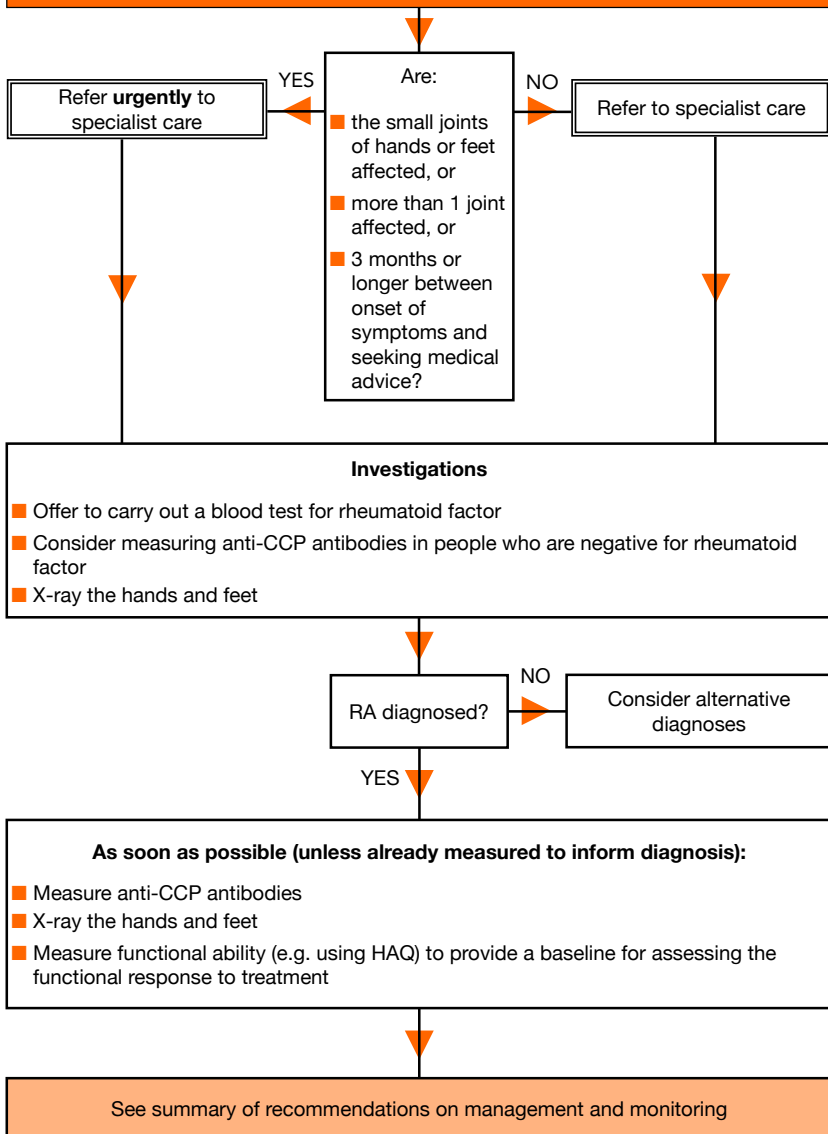 YES
Are:
NO
Refer urgently to
specialist care
Refer to specialist care
the small joints
of hands or feet
affected, or
more than 1 joint
affected, or
3 months or
longer between
onset of
symptoms and
seeking medical
advice?
Investigations
Offer to carry out a blood test for rheumatoid factor
Consider measuring anti-CCP antibodies in people who are negative for rheumatoid
factor
X-ray the hands and feet
RA diagnosed?
NO
Consider alternative
diagnoses
YES
As soon as possible (unless already measured to inform diagnosis):
Measure anti-CCP antibodies
X-ray the hands and feet
Measure functional ability (e.g. using HAQ) to provide a baseline for assessing the
functional response to treatment
See summary of recommendations on management and monitoring